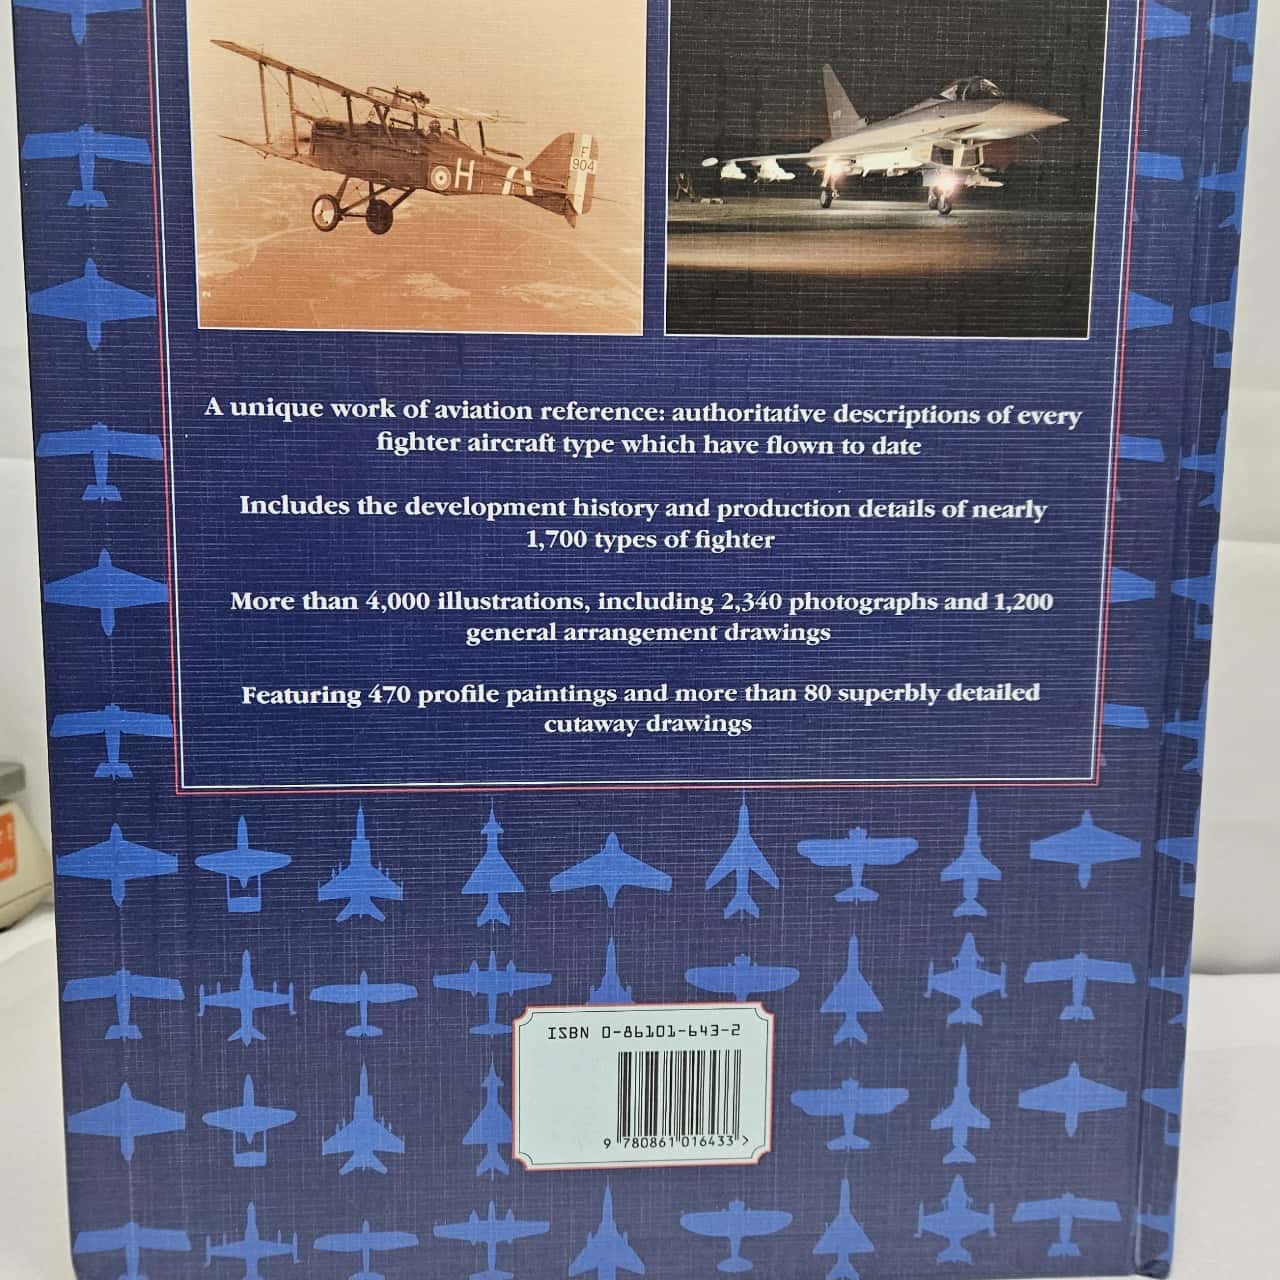 F
904
H
A unique work of aviation reference: authoritative descriptions of every
fighter aircraft type which have flown to date
Includes the development history and production details of nearly
1,700 types of fighter
More than 4,000 illustrations, including 2,340 photographs and 1,200
general arrangement drawings
Featuring 470 profile paintings and more than 80 superbly detailed
cutaway drawings
ISBN 0-86101-643-2
9 780861 016433 >